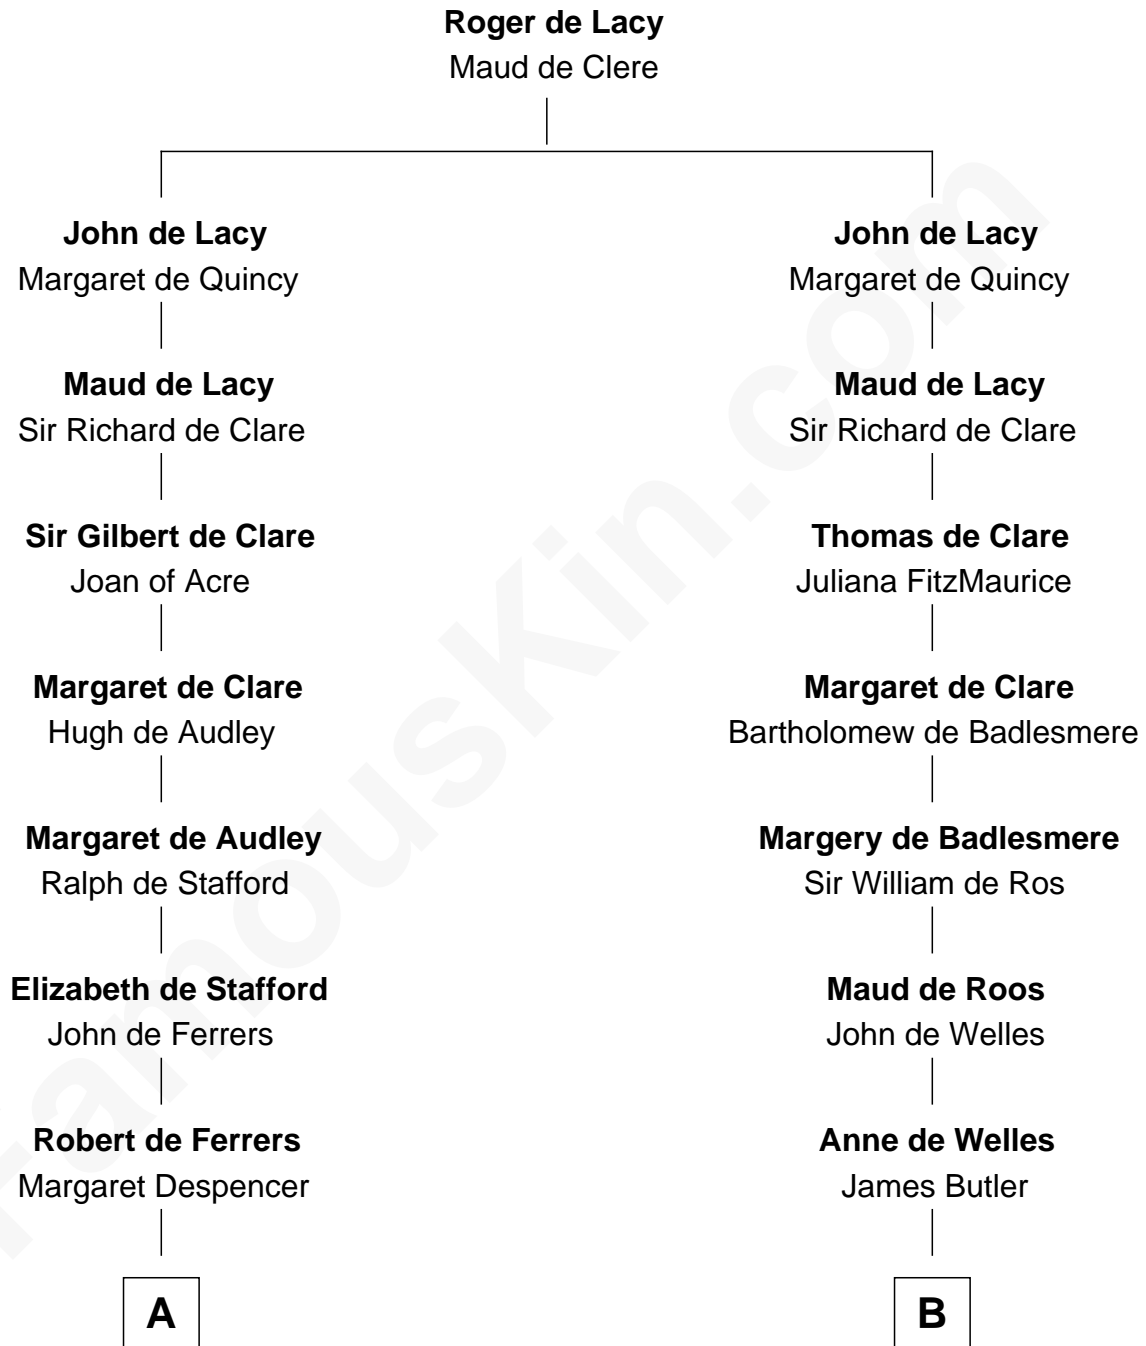 Roger de Lacy
Maud de Clere
John de Lacy
Margaret de Quincy
John de Lacy
Margaret de Quincy
Maud de Lacy
Sir Richard de Clare
Maud de Lacy
Sir Richard de Clare
Sir Gilbert de Clare
Joan of Acre
Thomas de Clare
Juliana FitzMaurice
Margaret de Clare
Hugh de Audley
Margaret de Clare
Bartholomew de Badlesmere
Margaret de Audley
Ralph de Stafford
Margery de Badlesmere
Sir William de Ros
Elizabeth de Stafford
John de Ferrers
Maud de Roos
John de Welles
Robert de Ferrers
Margaret Despencer
Anne de Welles
James Butler
A
B
FamousKin.com